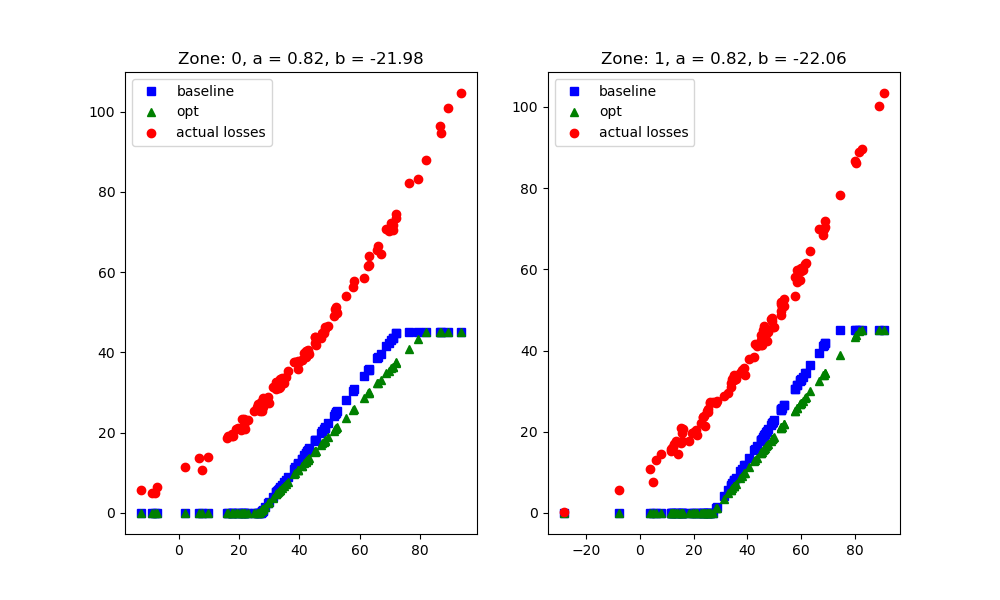 Zone: 0, a = 0.82, b = -21.98
baseline
opt
actual losses
100
80
60
40
20
0
0 20 40 60 80
Zone: 1, a = 0.82, b = -22.06
baseline
opt
actual losses
100
80
60
40
20
0
−20 0 20 40 60 80